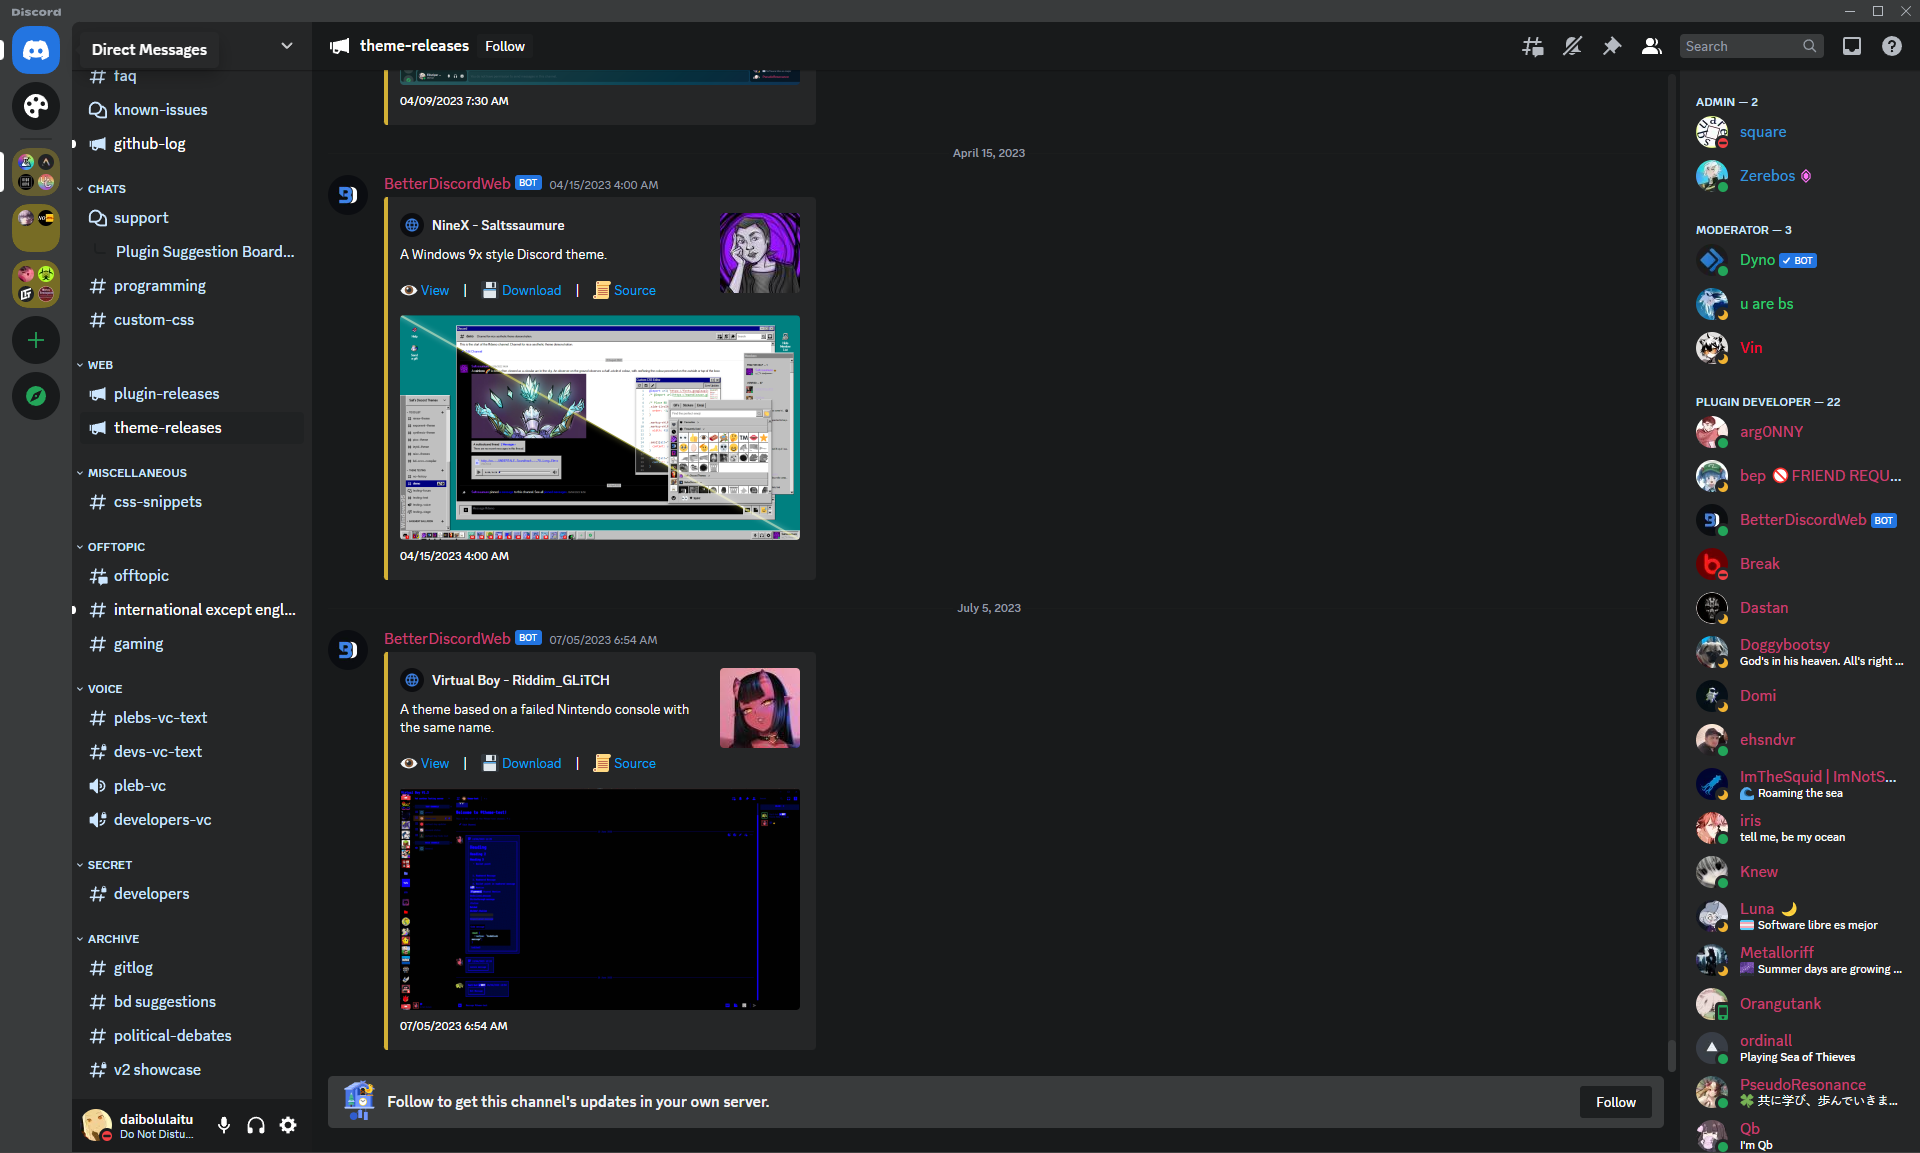 Discord
Direct Messages
faq
known-issues
github-log
CHATS
support
Plugin Suggestion Board...
programming
custom-css
WEB
plugin-releases
theme-releases
MISCELLANEOUS
css-snippets
OFFTOPIC
offtopic
international except engl...
gaming
VOICE
plebs-vc-text
devs-vc-text
pleb-vc
developers-vc
SECRET
developers
ARCHIVE
gitlog
bd suggestions
political-debates
v2 showcase
daibolulaitu
Do Not Distu...
theme-releases
Follow
Search
04/09/2023 7:30 AM
April 15, 2023
BetterDiscordWeb BOT 04/15/2023 4:00 AM
NineX - Saltssaumure
A Windows 9x style Discord theme.
View | Download | Source
04/15/2023 4:00 AM
July 5, 2023
BetterDiscordWeb BOT 07/05/2023 6:54 AM
Virtual Boy - Riddim_GLiTCH
A theme based on a failed Nintendo console with
the same name.
View | Download | Source
07/05/2023 6:54 AM
Follow to get this channel's updates in your own server.
Follow
ADMIN — 2
square
Zerebos
MODERATOR — 3
Dyno BOT
u are bs
Vin
PLUGIN DEVELOPER — 22
arg0NNY
bep 🚫 FRIEND REQU...
BetterDiscordWeb BOT
Break
Dastan
Doggybootsy
God's in his heaven. All's right ...
Domi
ehsndvr
ImTheSquid | ImNotS...
🌊 Roaming the sea
iris
tell me, be my ocean
Knew
Luna 🌙
Software libre es mejor
Metalloriff
Summer days are growing ...
Orangutank
ordinall
Playing Sea of Thieves
PseudoResonance
🍀 共に学び、歩んでいきま...
Qb
I'm Qb